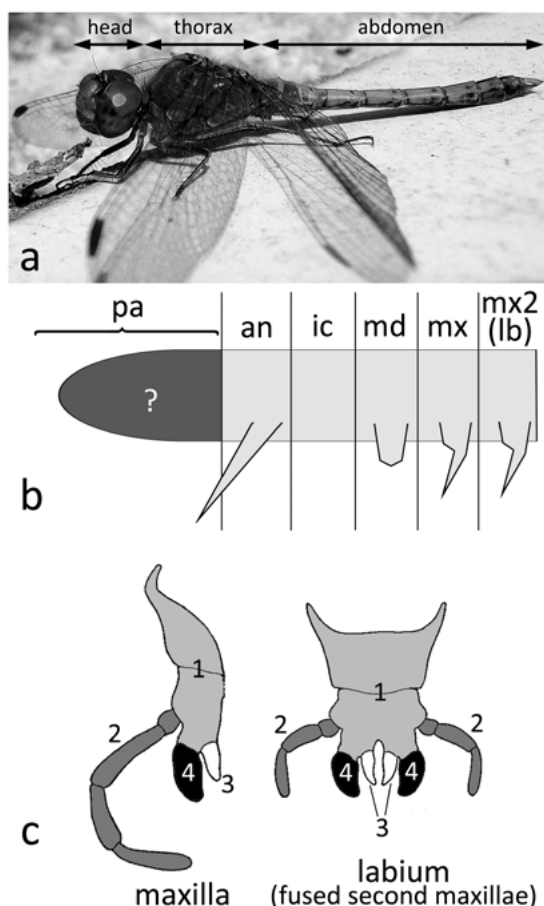 head thorax abdomen
a
pa
an ic md mx mx2
(lb)
?
b
1
2
4
3
1
2 2
4 4
3
c
maxilla
labium
(fused second maxillae)